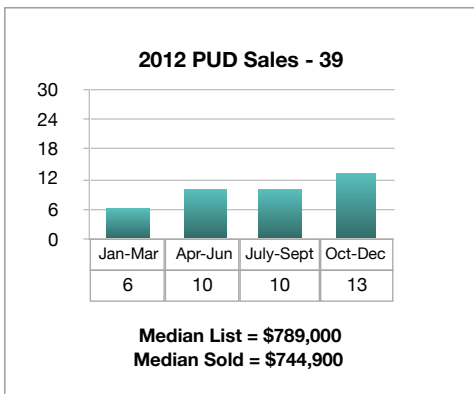 2012 PUD Sales - 39
30
24
18
12
6
0
Jan-Mar Apr-Jun July-Sept Oct-Dec
6 10 10 13
Median List = $789,000
Median Sold = $744,900